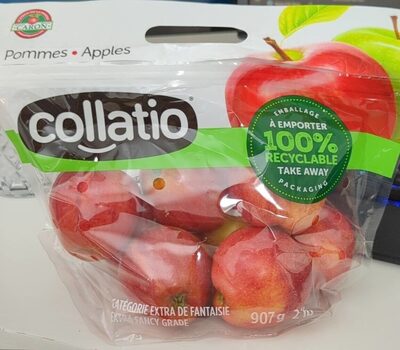 CARON
Pommes • Apples
collatio
EMBALLAGE
À EMPORTER
100%
RECYCLABLE
TAKE AWAY
PACKAGING
CATÉGORIE EXTRA DE FANTAISIE
EXTRA FANCY GRADE
907 g 2 lb